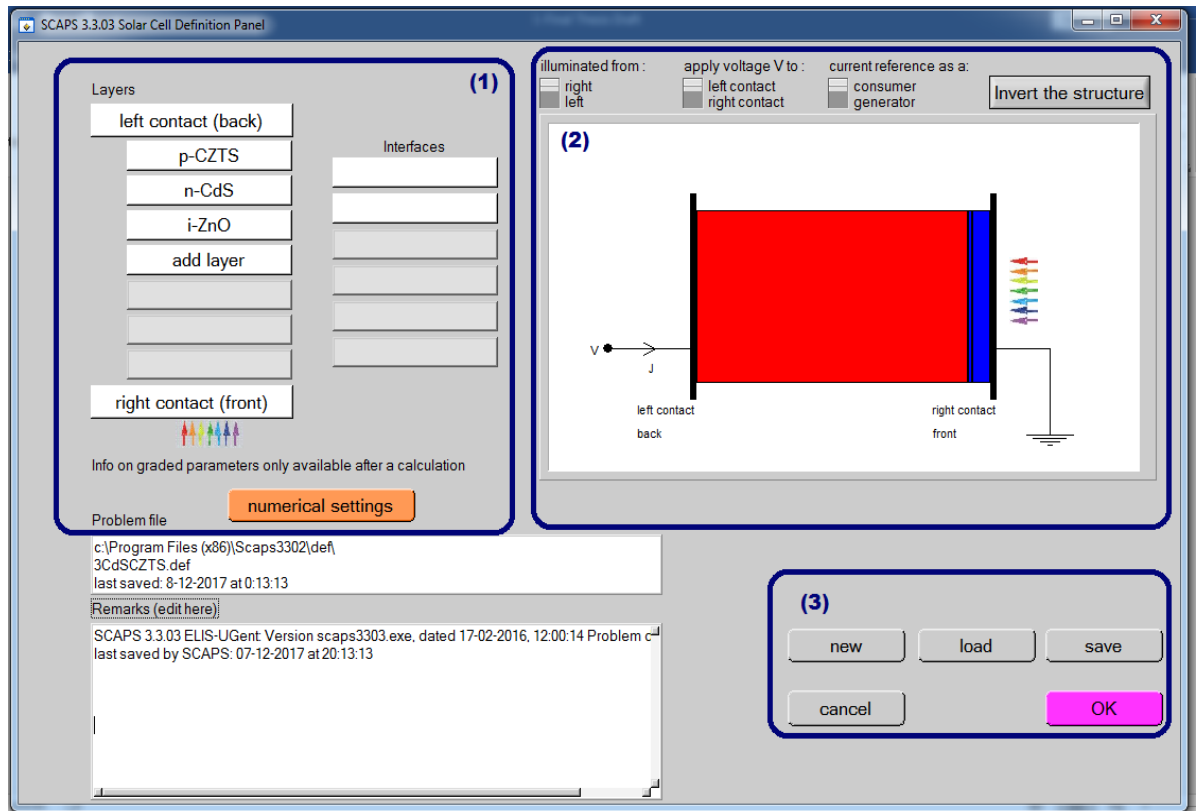 SCAPS 3.3.03 Solar Cell Definition Panel
(1)
Layers
left contact (back)
Interfaces
p-CZTS
n-CdS
i-ZnO
add layer
right contact (front)
Info on graded parameters only available after a calculation
numerical settings
illuminated from :
right
left
apply voltage V to :
left contact
right contact
current reference as a:
consumer
generator
Invert the structure
(2)
V
J
left contact
back
right contact
front
Problem file
c:\Program Files (x86)\Scaps3302\def\
3CdSCZTS.def
last saved: 8-12-2017 at 0:13:13
Remarks (edit here)
SCAPS 3.3.03 ELIS-UGent: Version scaps3303.exe, dated 17-02-2016, 12:00:14 Problem c
last saved by SCAPS: 07-12-2017 at 20:13:13
(3)
new
load
save
cancel
OK